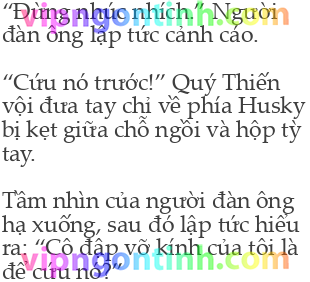 “Đừng nhúc nhích.” Người
đàn ông lập tức cảnh cáo.
“Cứu nó trước!” Quý Thiến
vội đưa tay chỉ về phía Husky
bị kẹt giữa chỗ ngồi và hộp tỳ
tay.
Tầm nhìn của người đàn ông
hạ xuống, sau đó lập tức hiểu
ra: “Cô đập vỡ kính của tôi là
để cứu nó?”
vipngontinh.com
vipngontinh.com